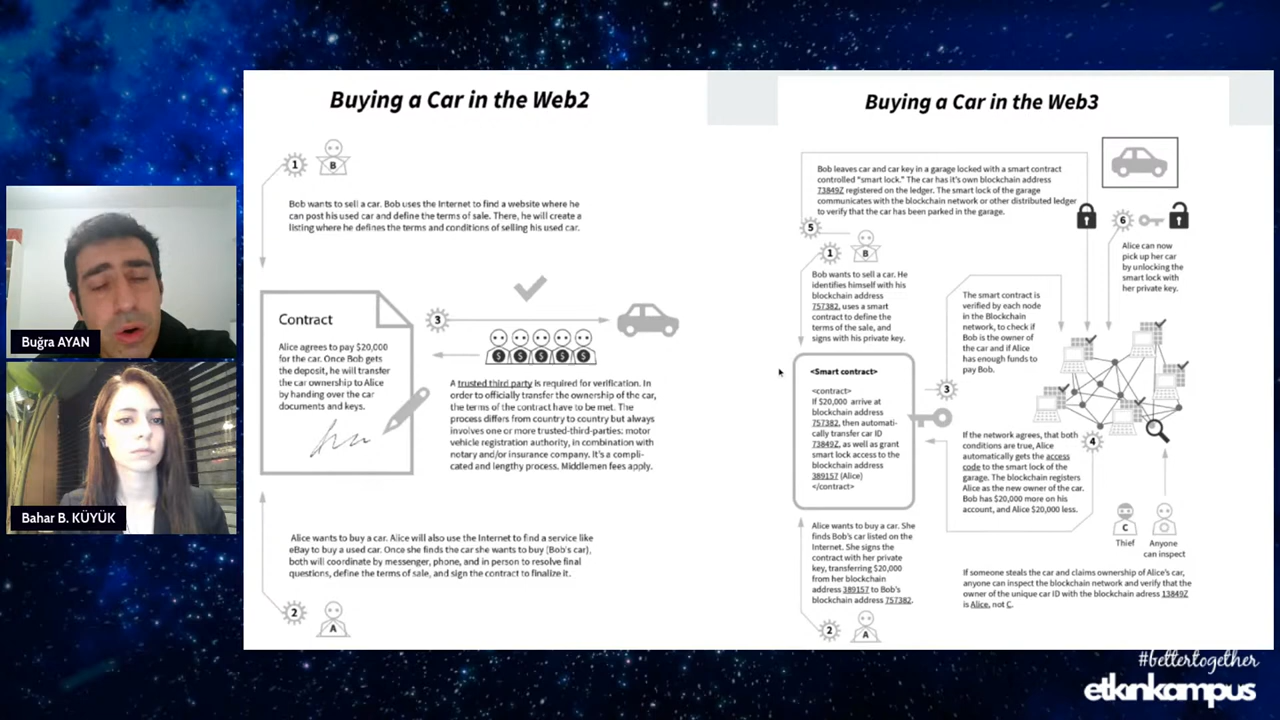 Buying a Car in the Web2
1
B
Bob wants to sell a car. Bob uses the Internet to find a website where he
can post his used car and define the terms of sale. There, he will create a
listing where he defines the terms and conditions of selling his used car.
Contract
Alice agrees to pay $20,000
for the car. Once Bob gets
the deposit, he will transfer
the car ownership to Alice
by handing over the car
documents and keys.
3
$ $ $ $ $
A trusted third party is required for verification. In
order to officially transfer the ownership of the car,
the terms of the contract have to be met. The
process differs from country to country but always
involves one or more trusted-third-parties: motor
vehicle registration authority, in combination with
notary and/or insurance company. It's a compli-
cated and lengthy process. Middlemen fees apply.
Alice wants to buy a car. Alice will also use the Internet to find a service like
eBay to buy a used car. Once she finds the car she wants to buy (Bob's car),
both will coordinate by messenger, phone, and in person to resolve final
questions, define the terms of sale, and sign the contract to finalize it.
2
A
Buying a Car in the Web3
Bob leaves car and car key in a garage locked with a smart contract
controlled "smart lock." The car has it's own blockchain address
73849Z registered on the ledger. The smart lock of the garage
communicates with the blockchain network or other distributed ledger
to verify that the car has been parked in the garage.
5
1
B
Bob wants to sell a car. He
identifies himself with his
blockchain address
757382, uses a smart
contract to define the
terms of the sale, and
signs with his private key.
<Smart contract>
<contract>
If $20,000 arrive at
blockchain address
757382, then automati-
cally transfer car ID
73849Z, as well as grant
smart lock access to the
blockchain address
389157 (Alice)
</contract>
Alice wants to buy a car. She
finds Bob's car listed on the
Internet. She signs the
contract with her private
key, transferring $20,000
from her blockchain
address 389157 to Bob's
blockchain address 757382.
2
A
3
The smart contract is
verified by each node
in the Blockchain
network, to check if
Bob is the owner of
the car and if Alice
has enough funds to
pay Bob.
4
If the network agrees, that both
conditions are true, Alice
automatically gets the access
code to the smart lock of the
garage. The blockchain registers
Alice as the new owner of the car.
Bob has $20,000 more on his
account, and Alice $20,000 less.
6
Alice can now
pick up her car
by unlocking the
smart lock with
her private key.
C
Thief
Anyone
can inspect
If someone steals the car and claims ownership of Alice's car,
anyone can inspect the blockchain network and verify that the
owner of the unique car ID with the blockchain adress 13849Z
is Alice, not C.
Buğra AYAN
Bahar B. KÜYÜK
#bettertogether
etkinkampus